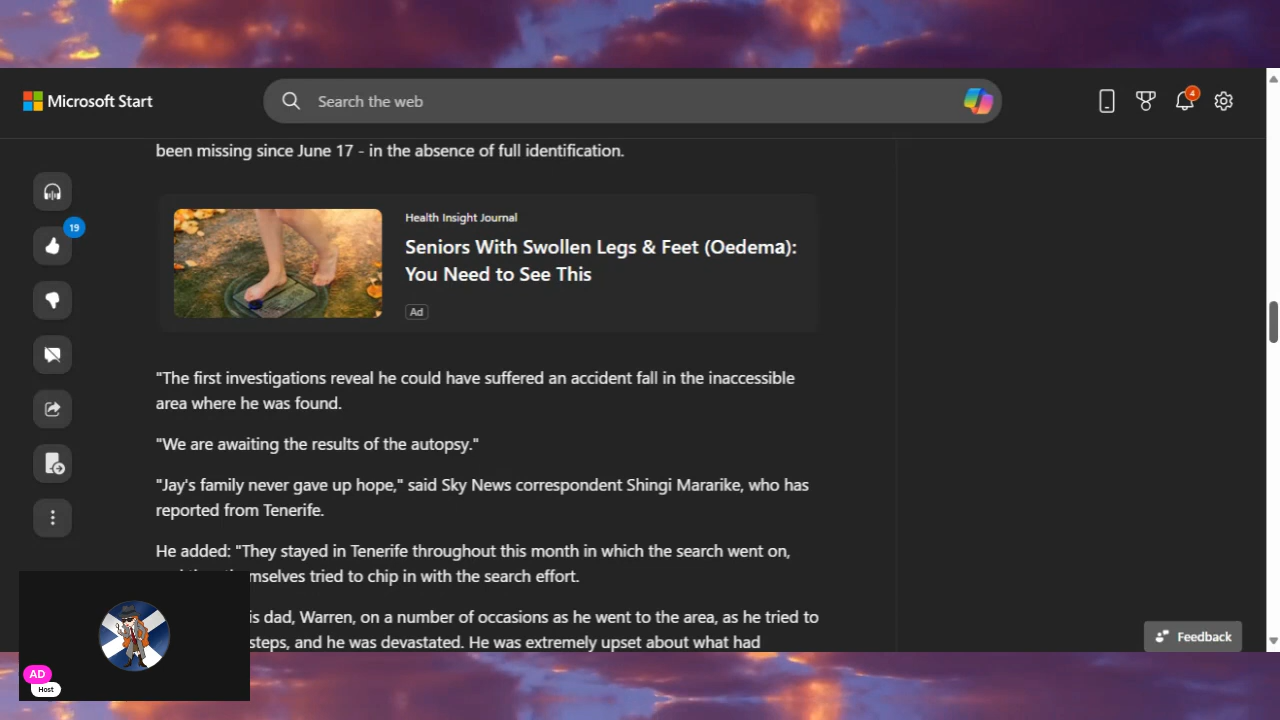 Microsoft Start
Search the web
4
been missing since June 17 - in the absence of full identification.
19
Health Insight Journal
Seniors With Swollen Legs & Feet (Oedema):
You Need to See This
Ad
"The first investigations reveal he could have suffered an accident fall in the inaccessible
area where he was found.
"We are awaiting the results of the autopsy."
"Jay's family never gave up hope," said Sky News correspondent Shingi Mararike, who has
reported from Tenerife.
He added: "They stayed in Tenerife throughout this month in which the search went on,
mselves tried to chip in with the search effort.
is dad, Warren, on a number of occasions as he went to the area, as he tried to
steps, and he was devastated. He was extremely upset about what had
Feedback
AD
Host